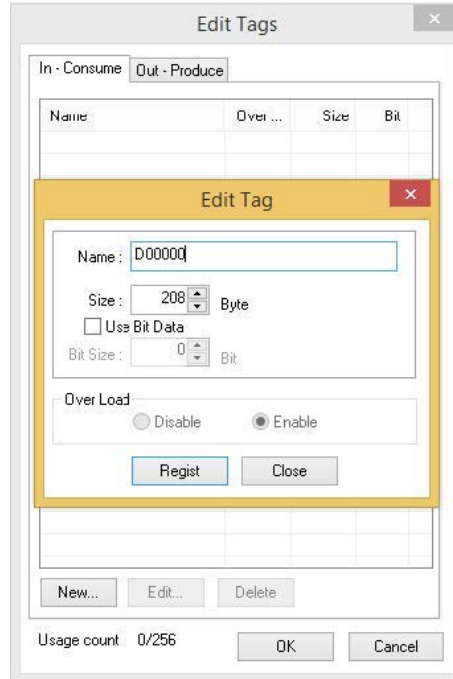 Edit Tags
×
In - Consume Out - Produce
Name Over ... Size Bit
Edit Tag
×
Name : D00000
Size : 208 Byte
Use Bit Data
Bit Size : 0 Bit
Over Load
Disable Enable
Regist Close
New... Edit... Delete
Usage count 0/256 OK Cancel